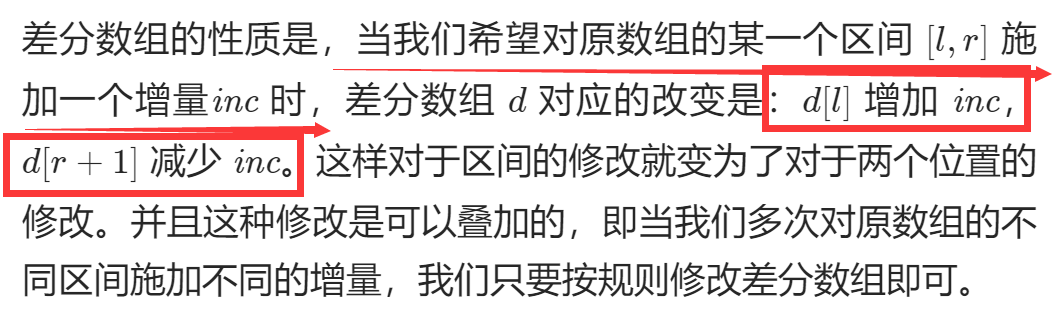 差分数组的性质是，当我们希望对原数组的某一个区间 [l, r] 施
加一个增量inc 时，差分数组 d 对应的改变是：d[l] 增加 inc，
d[r + 1] 减少 inc。这样对于区间的修改就变为了对于两个位置的
修改。并且这种修改是可以叠加的，即当我们多次对原数组的不
同区间施加不同的增量，我们只要按规则修改差分数组即可。